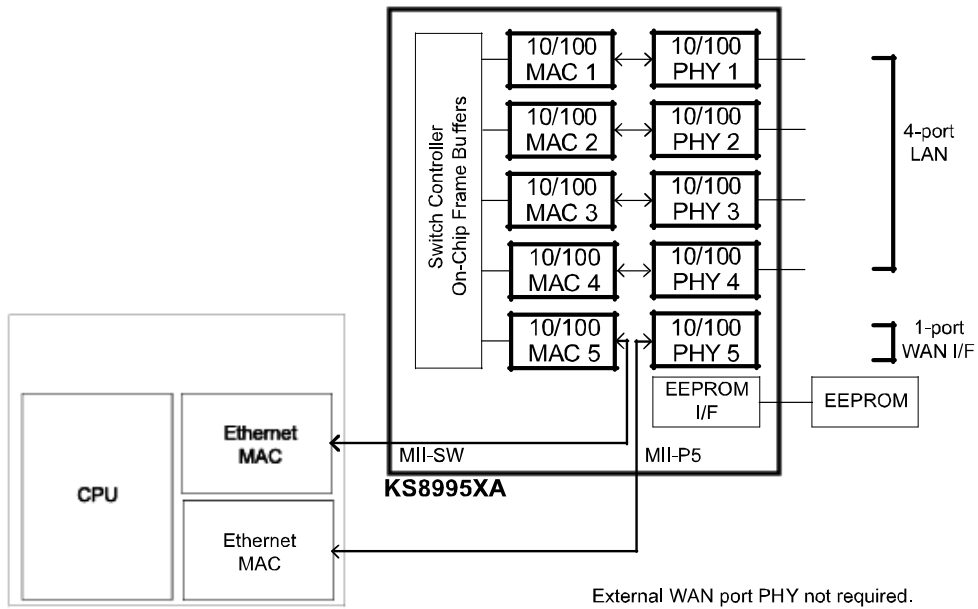 10/100
MAC 1
10/100
PHY 1
10/100
MAC 2
10/100
PHY 2
10/100
MAC 3
10/100
PHY 3
10/100
MAC 4
10/100
PHY 4
10/100
MAC 5
10/100
PHY 5
Switch Controller
On-Chip Frame Buffers
4-port
LAN
1-port
WAN I/F
EEPROM
I/F
EEPROM
MII-SW
MII-P5
KS8995XA
CPU
Ethernet
MAC
Ethernet
MAC
External WAN port PHY not required.